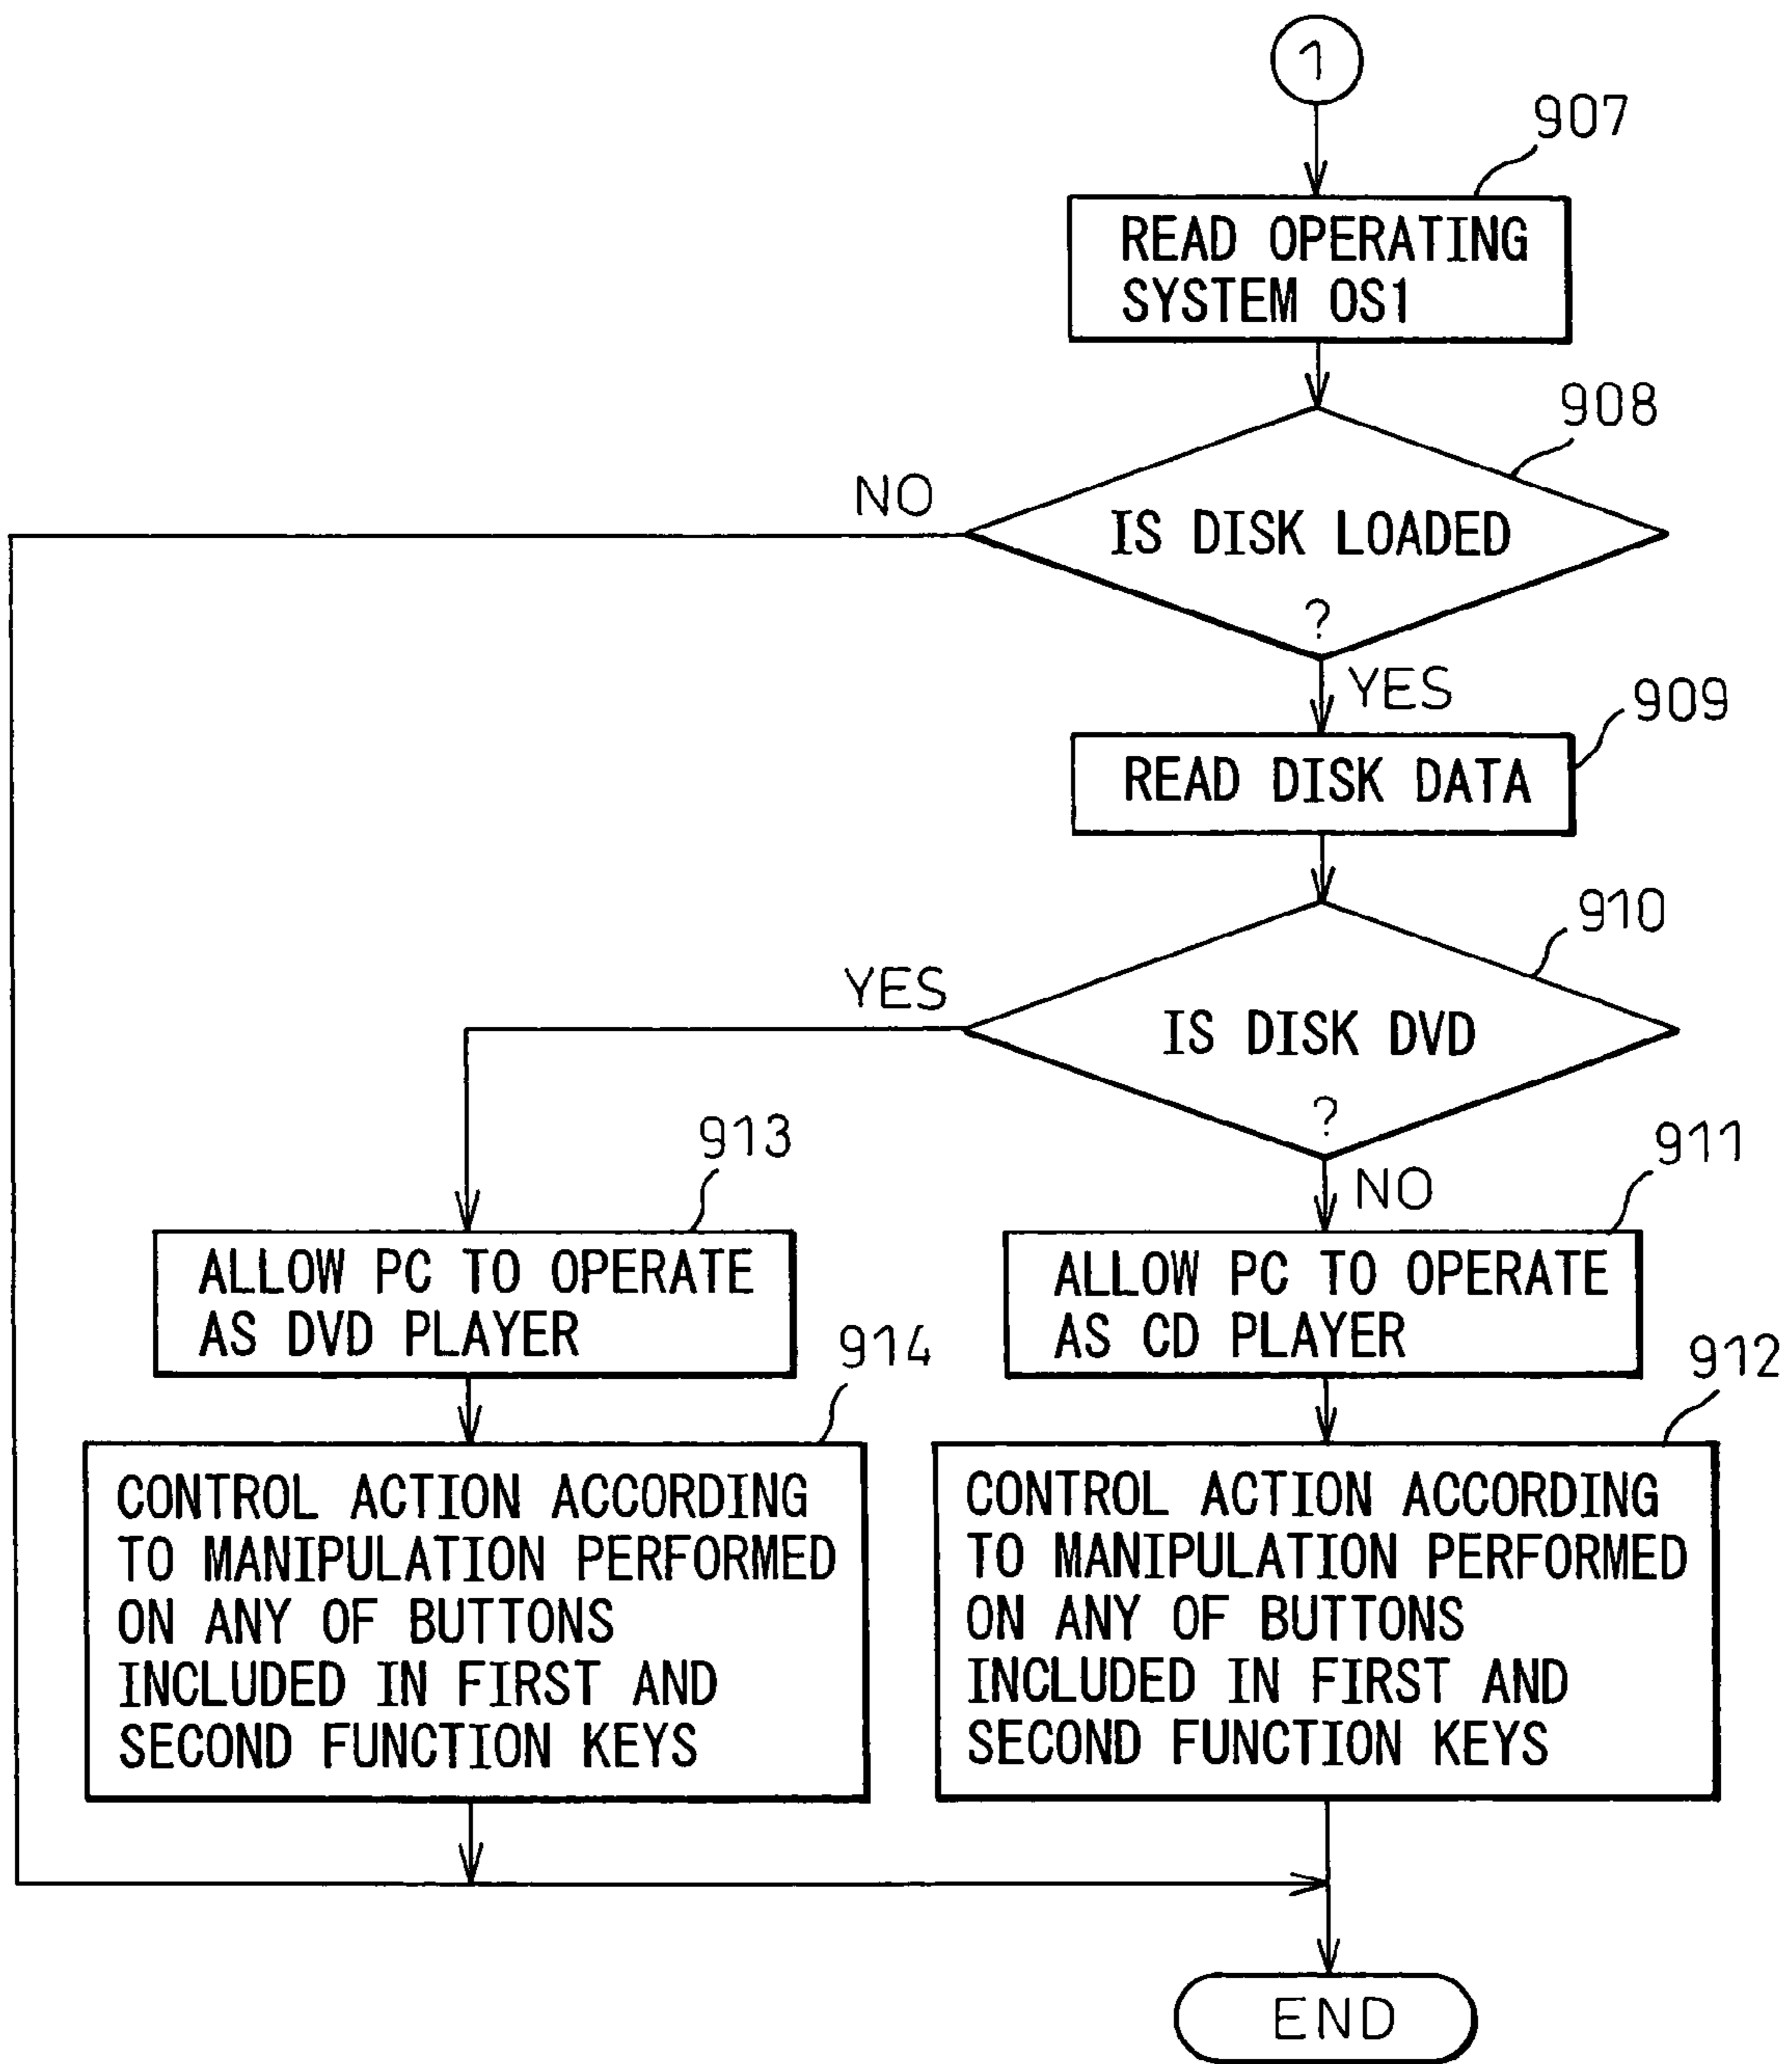 1
907
READ OPERATING
SYSTEM OS1
908
NO
IS DISK LOADED
?
YES
909
READ DISK DATA
910
YES
IS DISK DVD
?
913
911
NO
ALLOW PC TO OPERATE
AS DVD PLAYER
ALLOW PC TO OPERATE
AS CD PLAYER
914
912
CONTROL ACTION ACCORDING
TO MANIPULATION PERFORMED
ON ANY OF BUTTONS
INCLUDED IN FIRST AND
SECOND FUNCTION KEYS
CONTROL ACTION ACCORDING
TO MANIPULATION PERFORMED
ON ANY OF BUTTONS
INCLUDED IN FIRST AND
SECOND FUNCTION KEYS
END